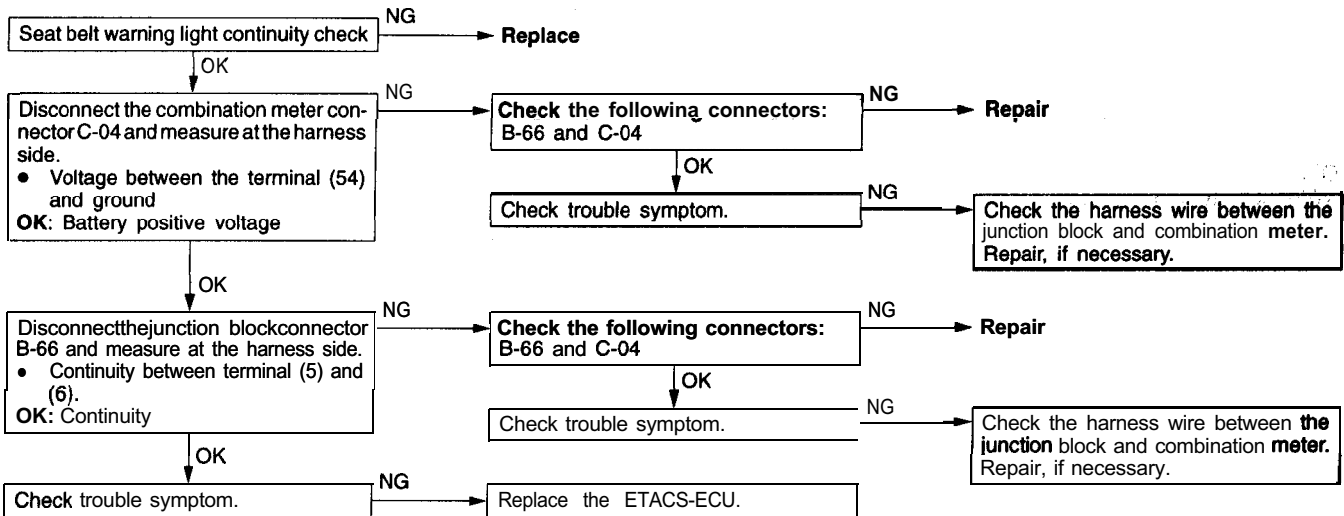 NG
Seat belt warning light continuity check
Replace
OK
Disconnect the combination meter con-
nector C-04 and measure at the harness
side.
● Voltage between the terminal (54)
and ground
OK: Battery positive voltage
NG
Check the following connectors:
B-66 and C-04
NG
Repair
OK
Check trouble symptom.
NG
Check the harness wire between the
junction block and combination meter.
Repair, if necessary.
OK
Disconnectthejunction blockconnector
B-66 and measure at the harness side.
● Continuity between terminal (5) and
(6).
OK: Continuity
NG
Check the following connectors:
B-66 and C-04
NG
Repair
OK
Check trouble symptom.
NG
Check the harness wire between the
junction block and combination meter.
Repair, if necessary.
OK
Check trouble symptom.
NG
Replace the ETACS-ECU.